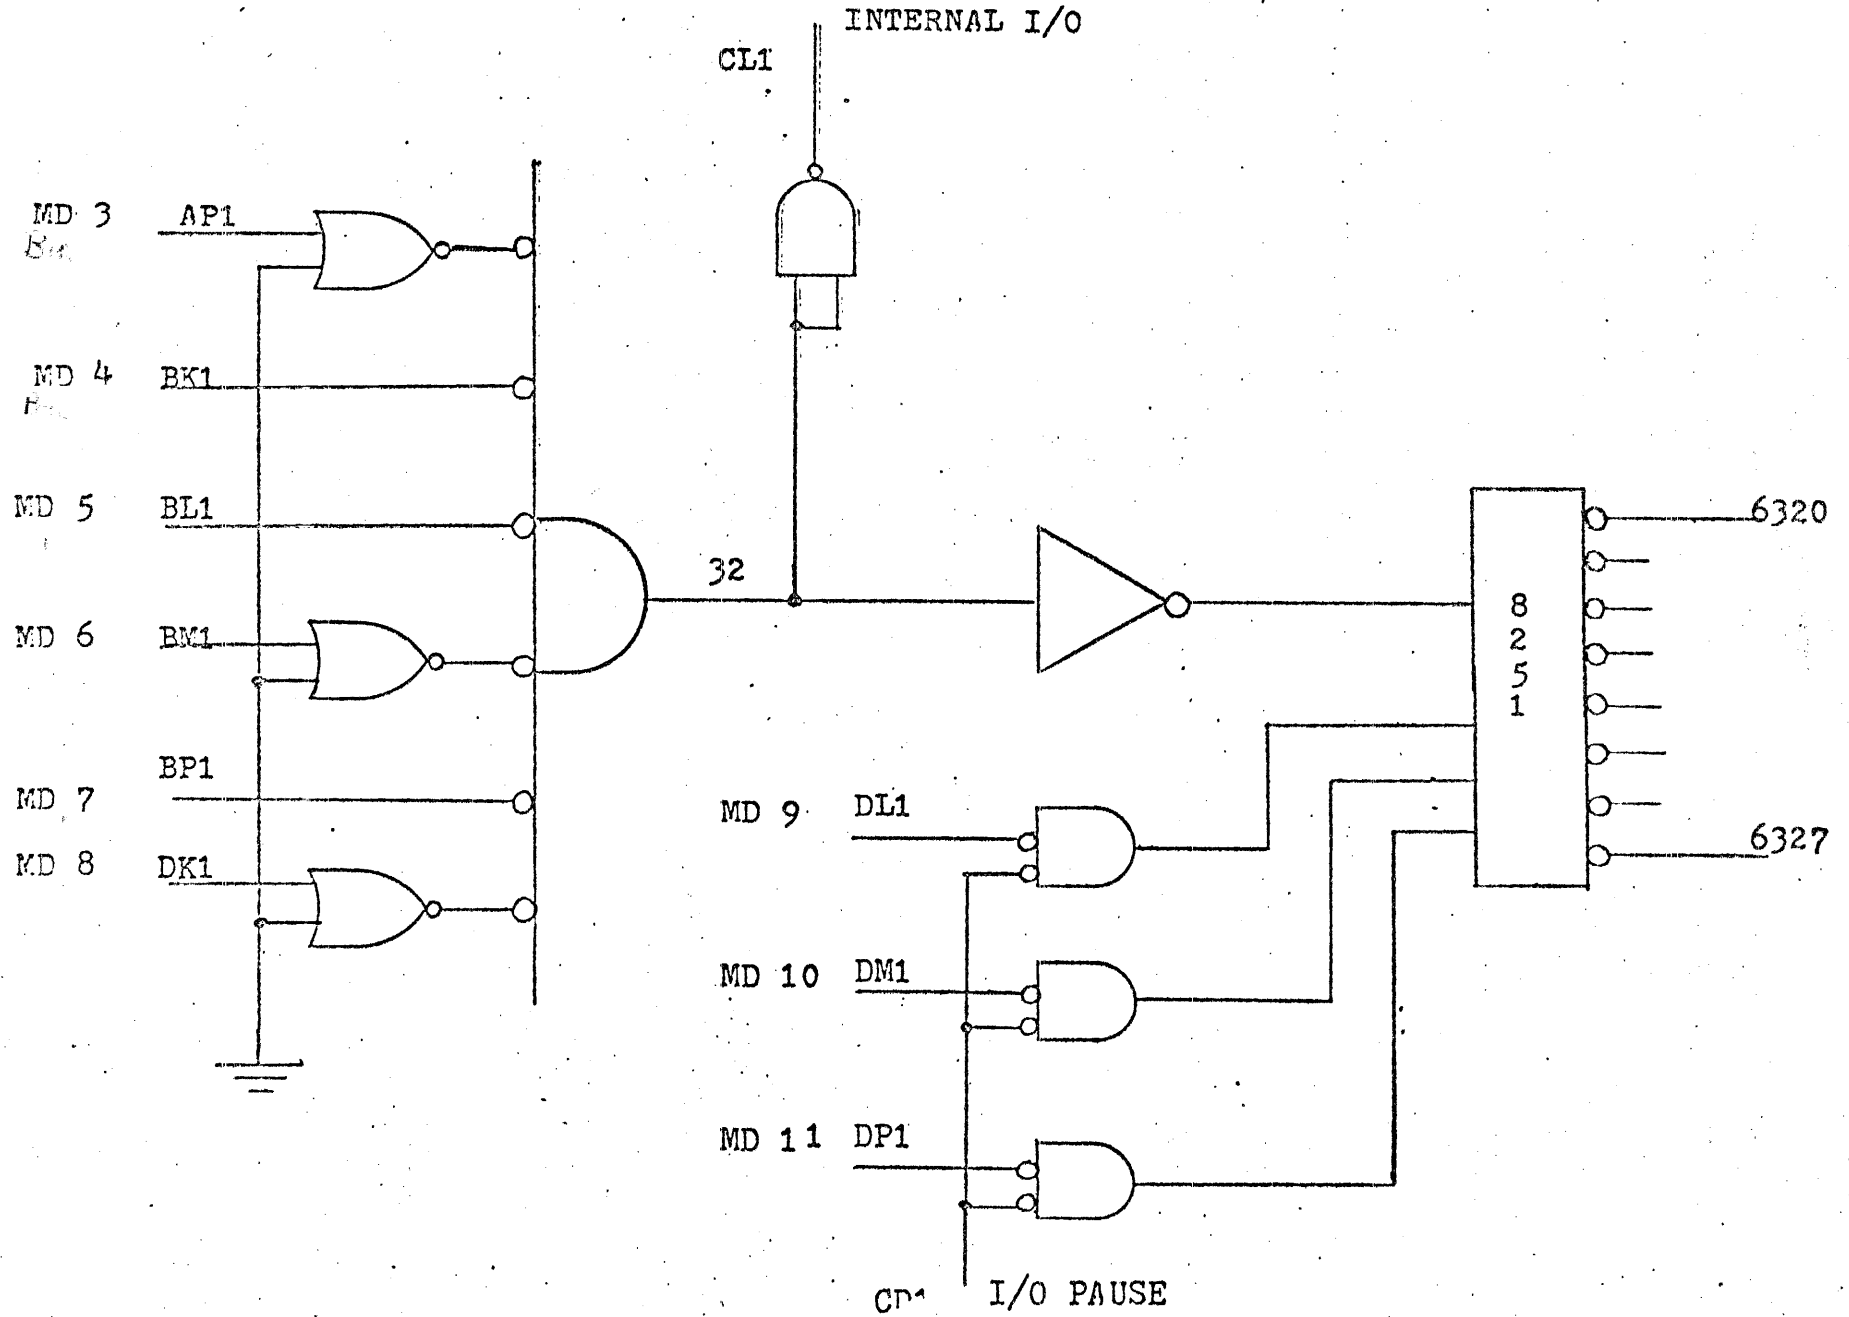 INTERNAL I/O
CL1
MD 3 AP1
MD 4 BK1
MD 5 BL1
32
6320
MD 6 BM1
8
2
5
1
BP1
MD 7
MD 9 DL1
6327
MD 8 DK1
MD 10 DM1
MD 11 DP1
I/O PAUSE